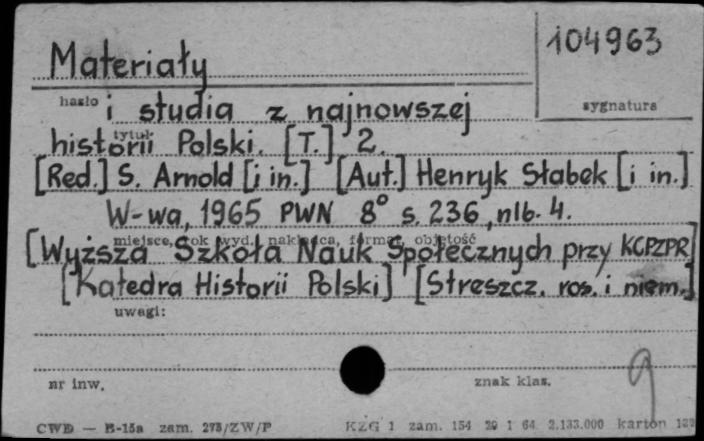 104963
Materiały
hasło
sygnatura
i studia z najnowszej
tytuł
historii Polski. [T.] 2.
[Red.] S. Arnold [i in.] [Aut.] Henryk Słabek [i in.]
W-wa, 1965 PWN 8° s. 236, nlb. 4.
miejsce, rok wyd., nakładca, format, objętość
[Wyższa Szkoła Nauk Społecznych przy KCPZPR]
[Katedra Historii Polski] [Streszcz. ros. i niem.]
uwagi:
nr inw.
znak klas.
CWD — B-15a zam. 278/ZW/P
KZG 1 zam. 154 29 1 64 2.133.000 karton